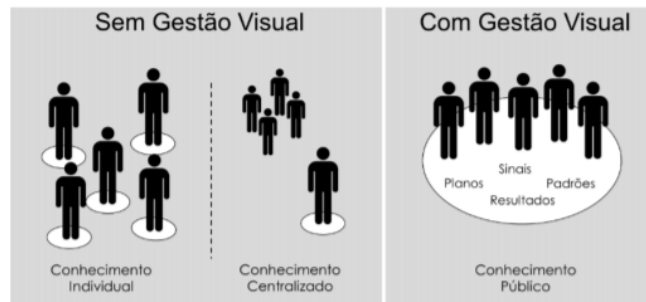 Sem Gestão Visual
Conhecimento
Individual
Conhecimento
Centralizado
Com Gestão Visual
Sinais
Planos
Padrões
Resultados
Conhecimento
Público